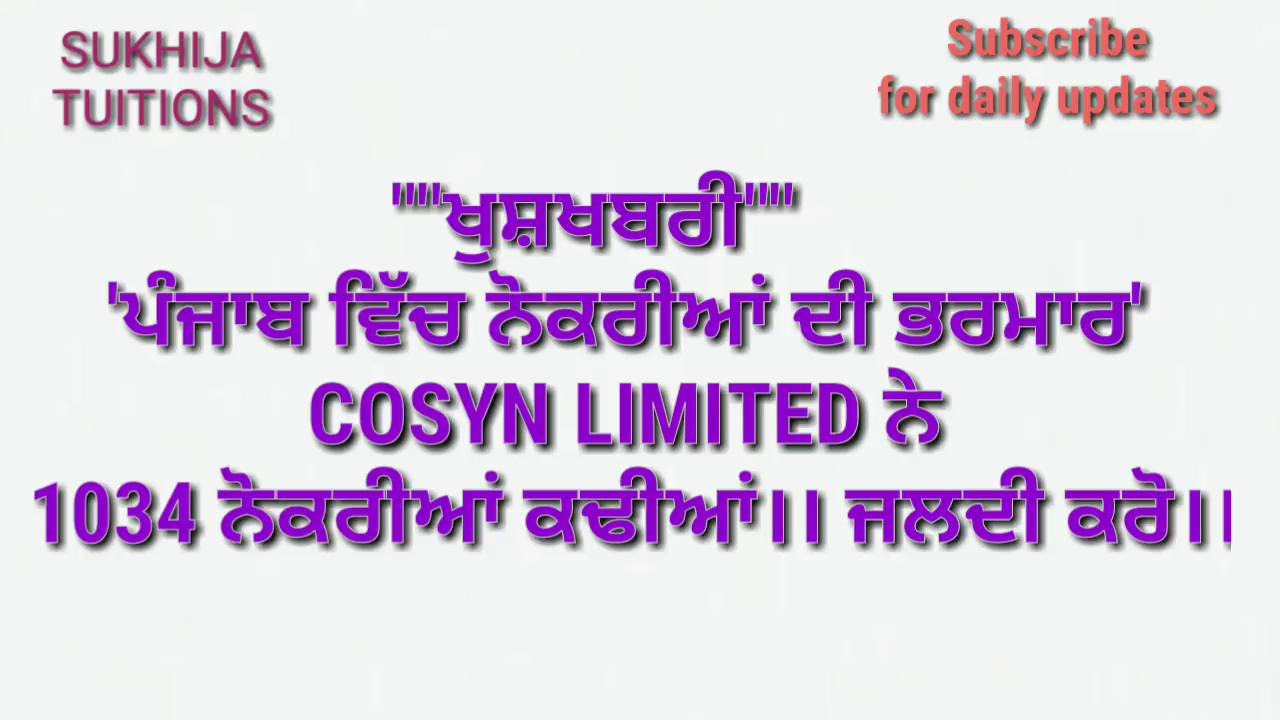 SUKHIJA
TUITIONS
Subscribe
for daily updates
""'ਖੁਸ਼ਖਬਰੀ'""
'ਪੰਜਾਬ ਵਿੱਚ ਨੋਕਰੀਆਂ ਦੀ ਭਰਮਾਰ'
COSYN LIMITED ਨੇ
1034 ਨੋਕਰੀਆਂ ਕਢੀਆਂ।। ਜਲਦੀ ਕਰੋ।।